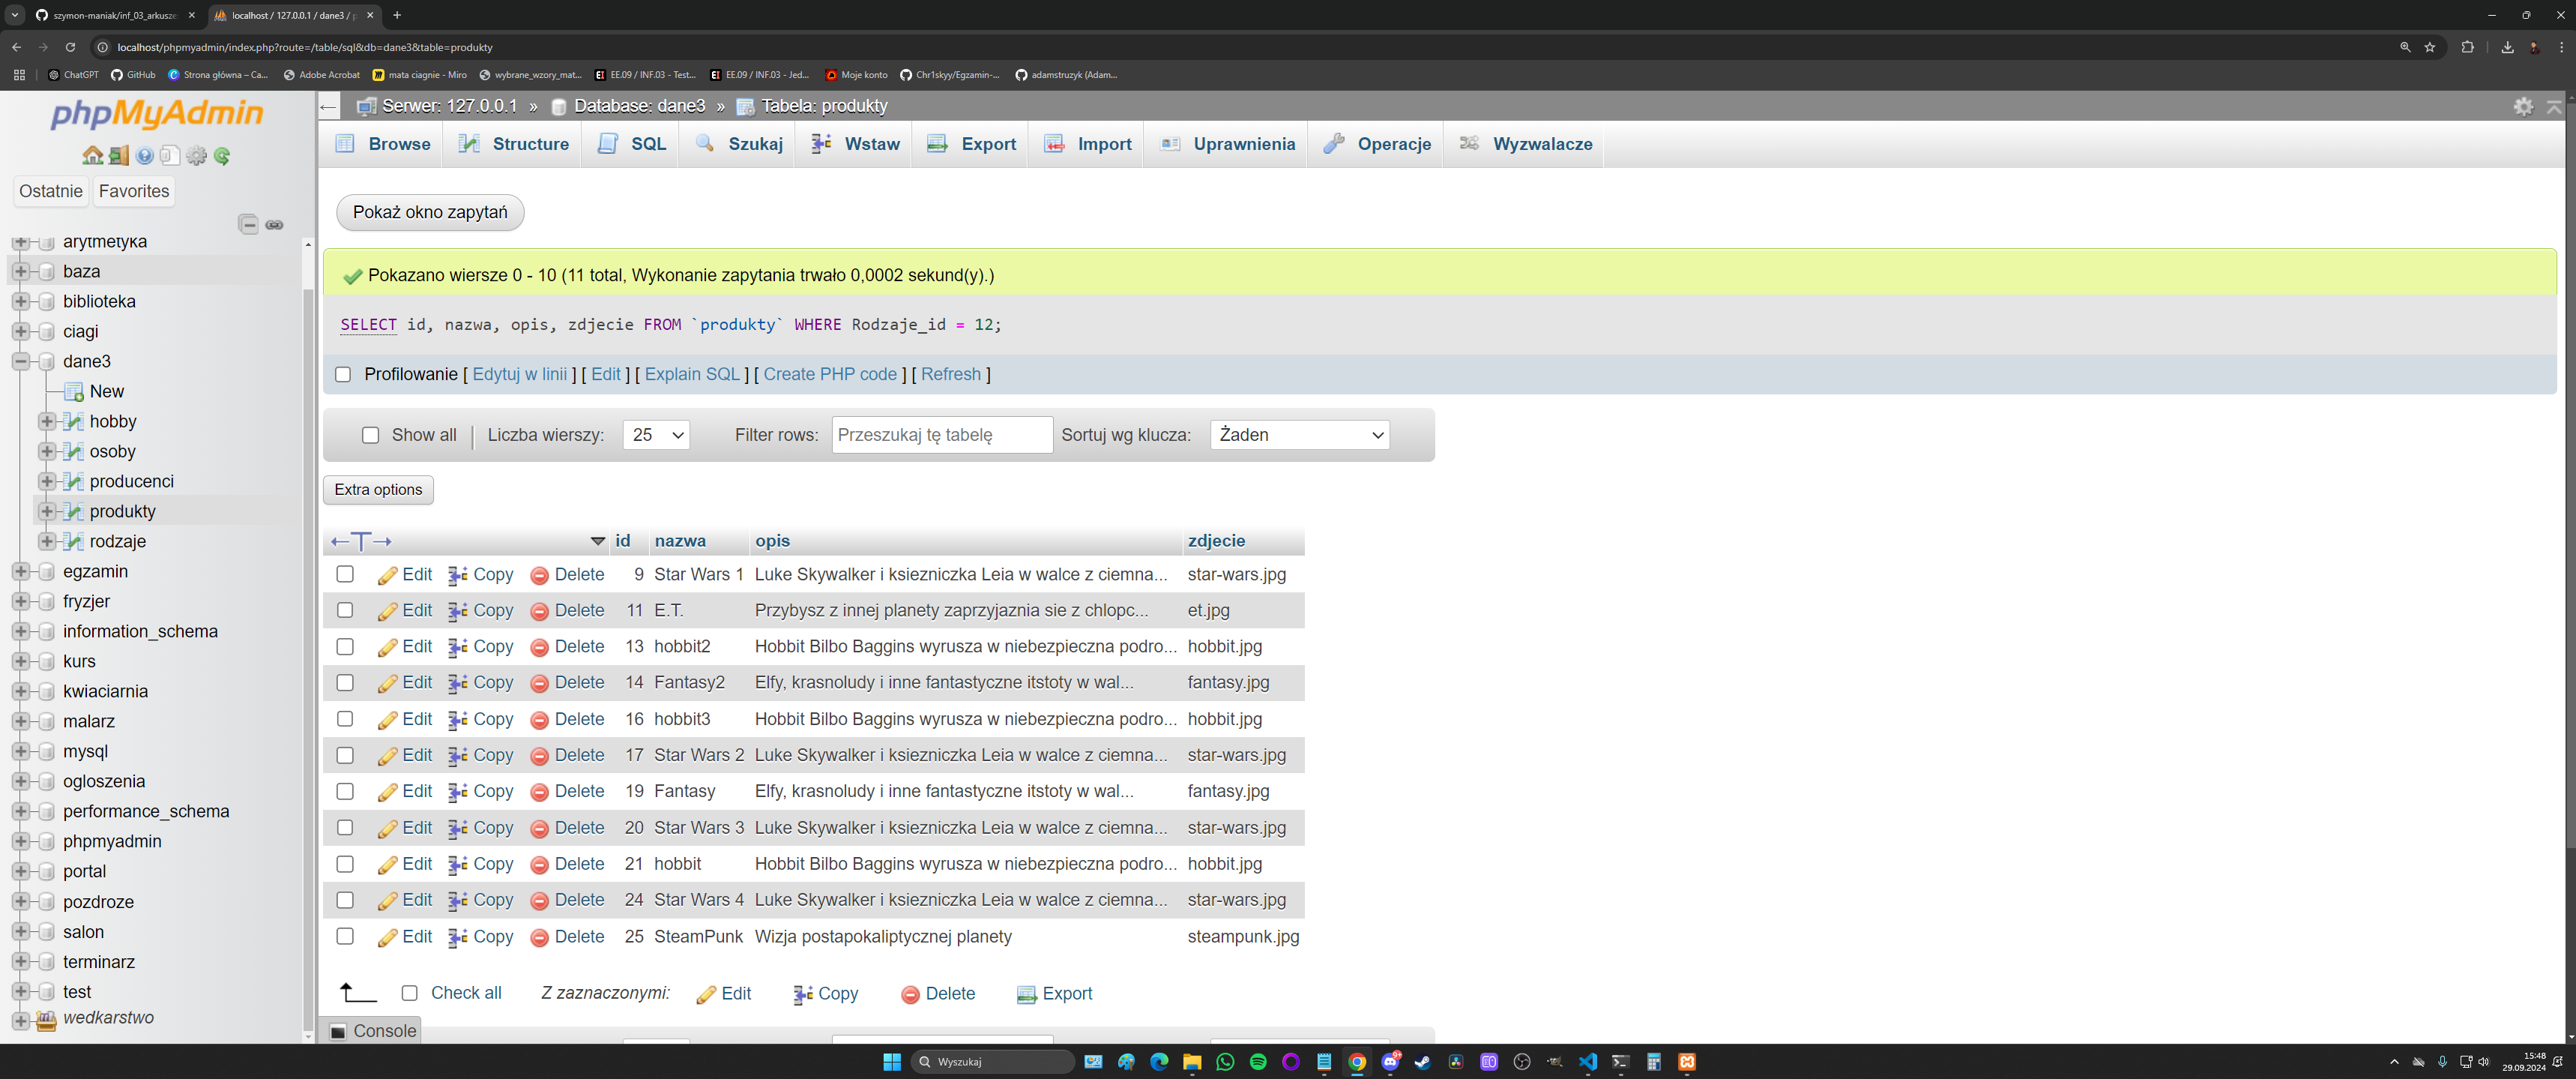 szymon-maniak/inf_03_arkusze
localhost / 127.0.0.1 / dane3 / p
localhost/phpmyadmin/index.php?route=/table/sql&db=dane3&table=produkty
ChatGPT GitHub Strona główna – Ca... Adobe Acrobat mata ciagnie - Miro wybrane_wzory_mat... EE.09 / INF.03 - Test... EE.09 / INF.03 - Jed... Moje konto Chr1skyy/Egzamin-... adamstruzyk (Adam...
phpMyAdmin
Ostatnie Favorites
arytmetyka
baza
biblioteka
ciagi
dane3
New
hobby
osoby
producenci
produkty
rodzaje
egzamin
fryzjer
information_schema
kurs
kwiaciarnia
malarz
mysql
ogloszenia
performance_schema
phpmyadmin
portal
pozdroze
salon
terminarz
test
wedkarstwo
Serwer: 127.0.0.1 » Database: dane3 » Tabela: produkty
Browse Structure SQL Szukaj Wstaw Export Import Uprawnienia Operacje Wyzwalacze
Pokaż okno zapytań
Pokazano wiersze 0 - 10 (11 total, Wykonanie zapytania trwało 0,0002 sekund(y).)
SELECT id, nazwa, opis, zdjecie FROM `produkty` WHERE Rodzaje_id = 12;
Profilowanie [ Edytuj w linii ] [ Edit ] [ Explain SQL ] [ Create PHP code ] [ Refresh ]
Show all Liczba wierszy: 25 Filter rows: Przeszukaj tę tabelę Sortuj wg klucza: Żaden
Extra options
id nazwa opis zdjecie
Edit Copy Delete 9 Star Wars 1 Luke Skywalker i ksiezniczka Leia w walce z ciemna... star-wars.jpg
Edit Copy Delete 11 E.T. Przybysz z innej planety zaprzyjaznia sie z chlopc... et.jpg
Edit Copy Delete 13 hobbit2 Hobbit Bilbo Baggins wyrusza w niebezpieczna podro... hobbit.jpg
Edit Copy Delete 14 Fantasy2 Elfy, krasnoludy i inne fantastyczne itstoty w wal... fantasy.jpg
Edit Copy Delete 16 hobbit3 Hobbit Bilbo Baggins wyrusza w niebezpieczna podro... hobbit.jpg
Edit Copy Delete 17 Star Wars 2 Luke Skywalker i ksiezniczka Leia w walce z ciemna... star-wars.jpg
Edit Copy Delete 19 Fantasy Elfy, krasnoludy i inne fantastyczne itstoty w wal... fantasy.jpg
Edit Copy Delete 20 Star Wars 3 Luke Skywalker i ksiezniczka Leia w walce z ciemna... star-wars.jpg
Edit Copy Delete 21 hobbit Hobbit Bilbo Baggins wyrusza w niebezpieczna podro... hobbit.jpg
Edit Copy Delete 24 Star Wars 4 Luke Skywalker i ksiezniczka Leia w walce z ciemna... star-wars.jpg
Edit Copy Delete 25 SteamPunk Wizja postapokaliptycznej planety steampunk.jpg
Check all Z zaznaczonymi: Edit Copy Delete Export
Console
Wyszukaj
15:48
29.09.2024